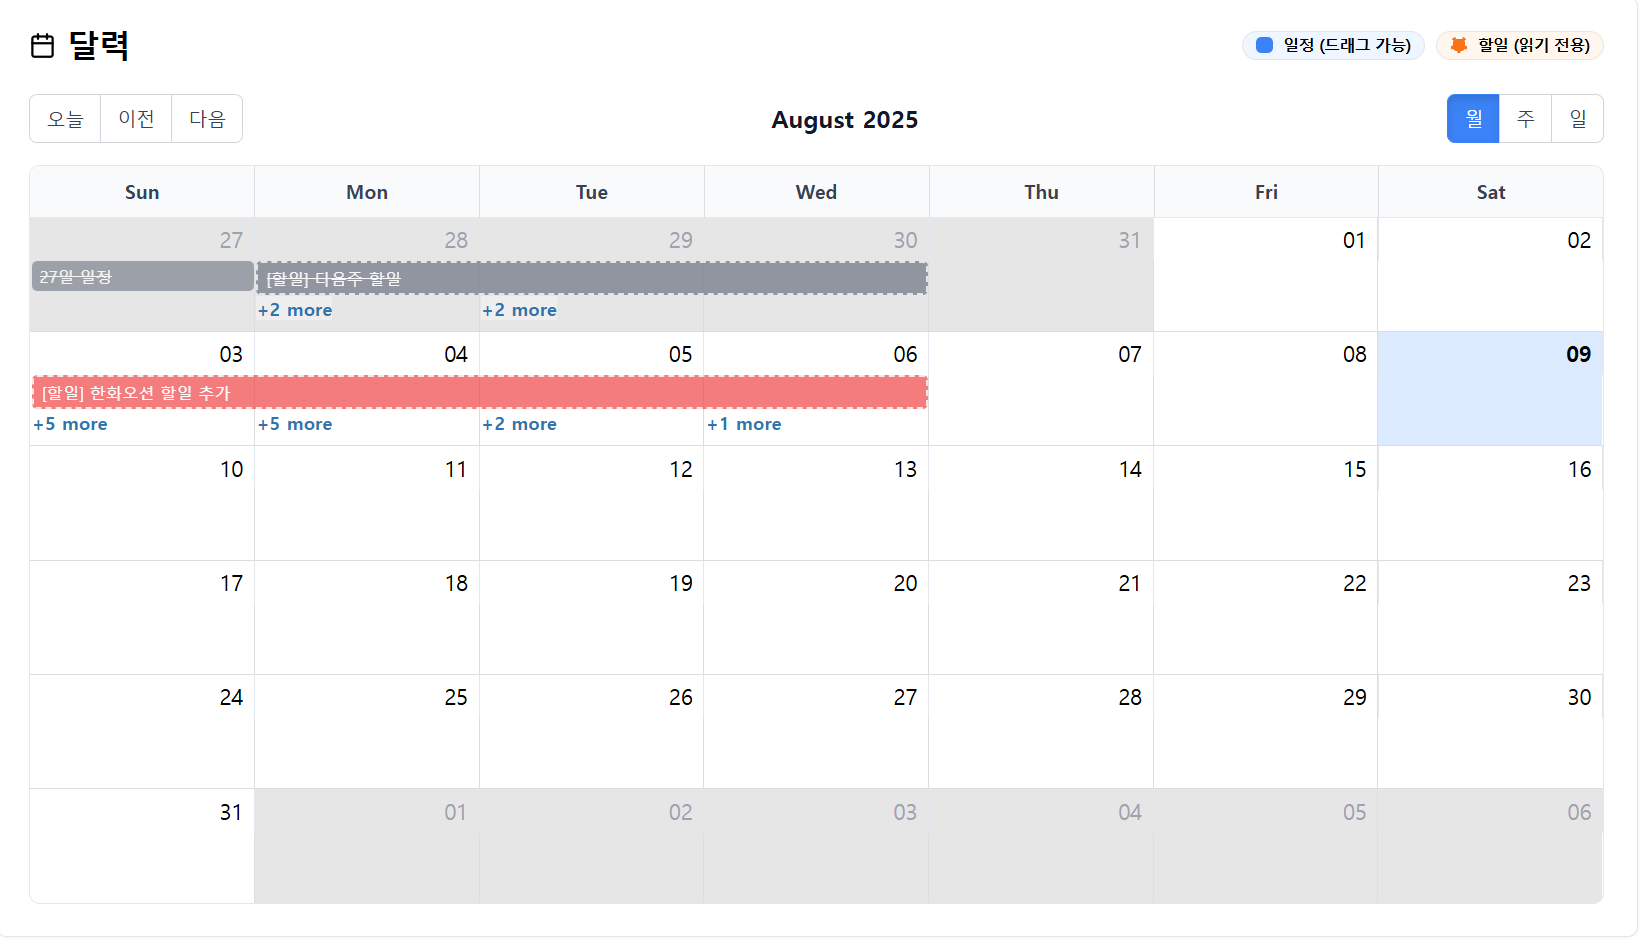 달력
일정 (드래그 가능) 할일 (읽기 전용)
오늘 이전 다음 August 2025 월 주 일
Sun Mon Tue Wed Thu Fri Sat
27 28 29 30 31 01 02
27일 일정 [할일] 다음주 할일
+2 more +2 more
03 04 05 06 07 08 09
[할일] 한화오션 할일 추가
+5 more +5 more +2 more +1 more
10 11 12 13 14 15 16
17 18 19 20 21 22 23
24 25 26 27 28 29 30
31 01 02 03 04 05 06